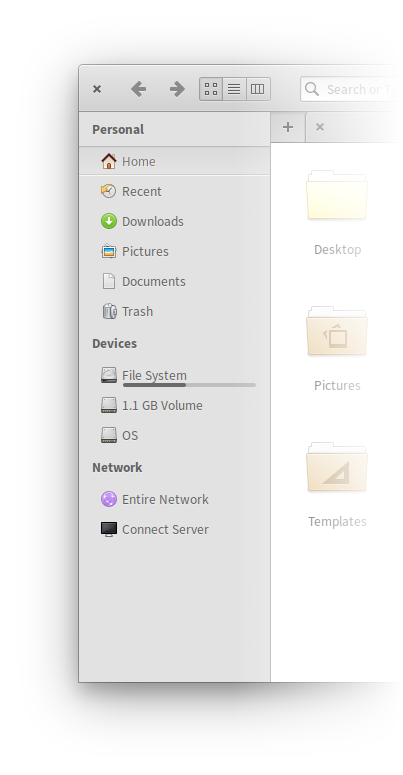 Search or T
Personal
Home
Recent
Downloads
Pictures
Documents
Trash
Devices
File System
1.1 GB Volume
OS
Network
Entire Network
Connect Server
Desktop
Pictures
Templates